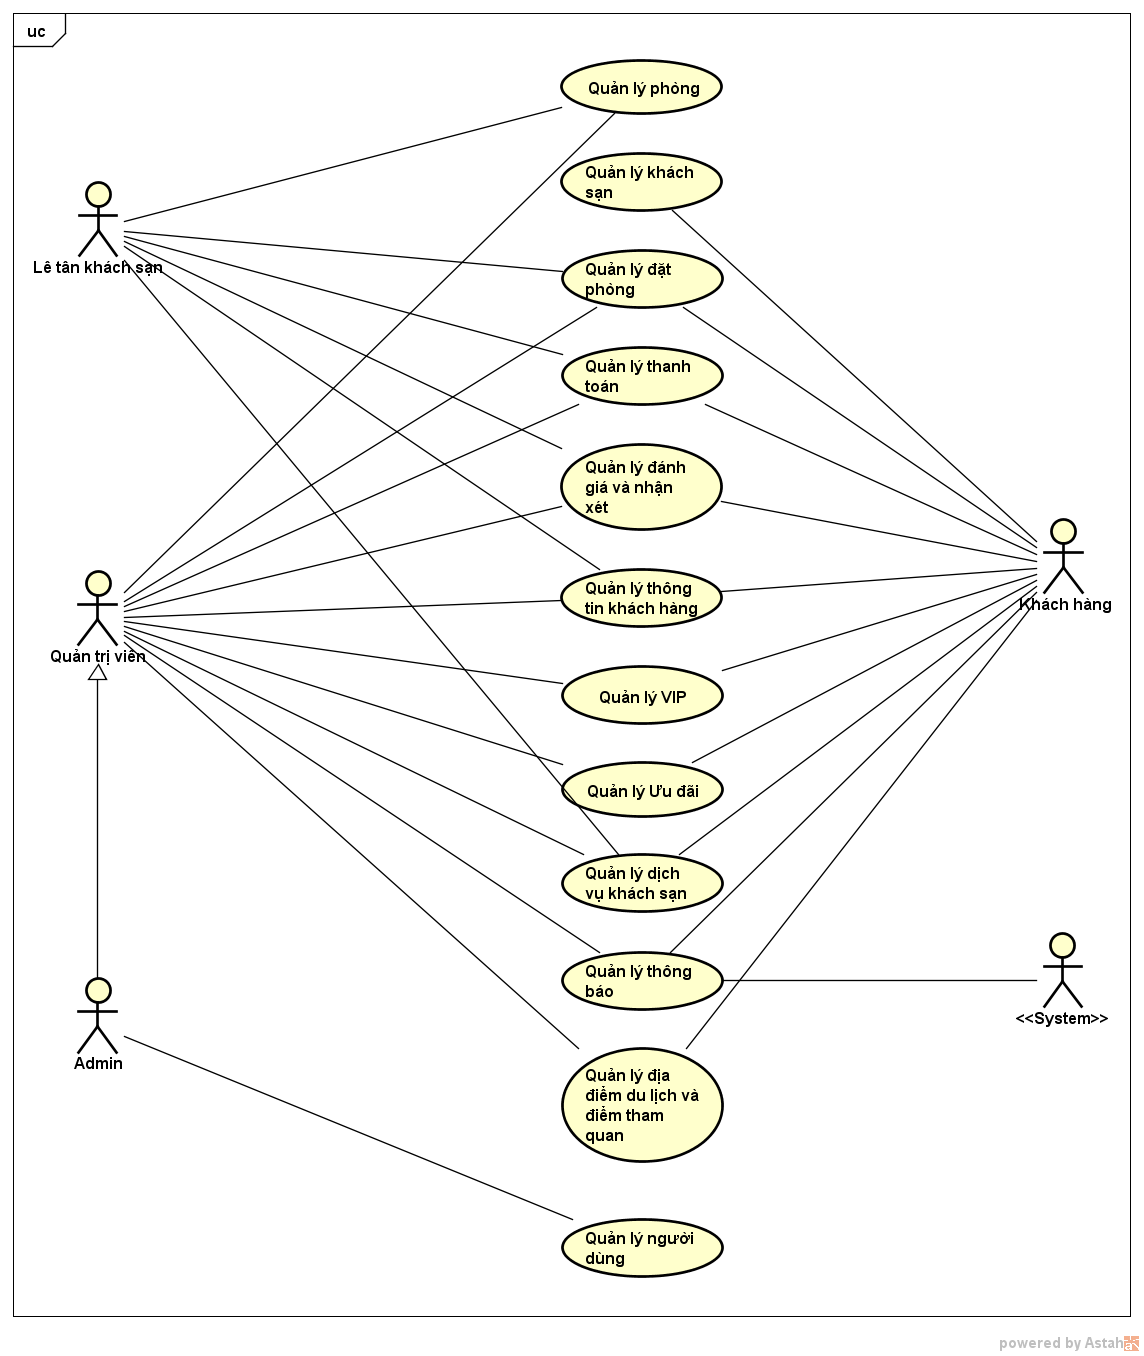 uc
Quản lý phòng
Quản lý khách
sạn
Lê tân khách sạn
Quản lý đặt
phòng
Quản lý thanh
toán
Quản lý đánh
giá và nhận
xét
Quản lý thông
tin khách hàng
Khách hàng
Quản trị viên
Quản lý VIP
Quản lý Ưu đãi
Quản lý dịch
vụ khách sạn
Quản lý thông
báo
<<System>>
Admin
Quản lý địa
điểm du lịch và
điểm tham
quan
Quản lý người
dùng
powered by Astah